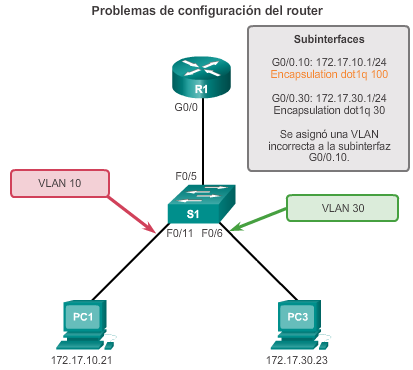 Problemas de configuración del router
Subinterfaces
G0/0.10: 172.17.10.1/24
Encapsulation dot1q 100
G0/0.30: 172.17.30.1/24
Encapsulation dot1q 30
Se asignó una VLAN
incorrecta a la subinterfaz
G0/0.10.
R1
G0/0
F0/5
VLAN 10
VLAN 30
S1
F0/11
F0/6
PC1
PC3
172.17.10.21
172.17.30.23